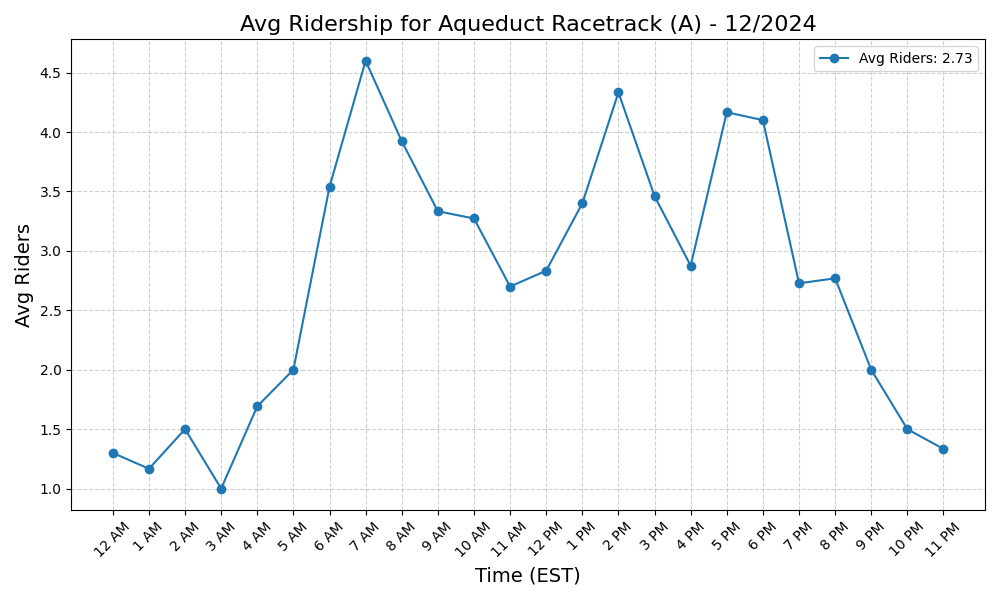 Avg Ridership for Aqueduct Racetrack (A) - 12/2024
Avg Riders: 2.73
Avg Riders
4.5
4.0
3.5
3.0
2.5
2.0
1.5
1.0
12 AM
1 AM
2 AM
3 AM
4 AM
5 AM
6 AM
7 AM
8 AM
9 AM
10 AM
11 AM
12 PM
1 PM
2 PM
3 PM
4 PM
5 PM
6 PM
7 PM
8 PM
9 PM
10 PM
11 PM
Time (EST)